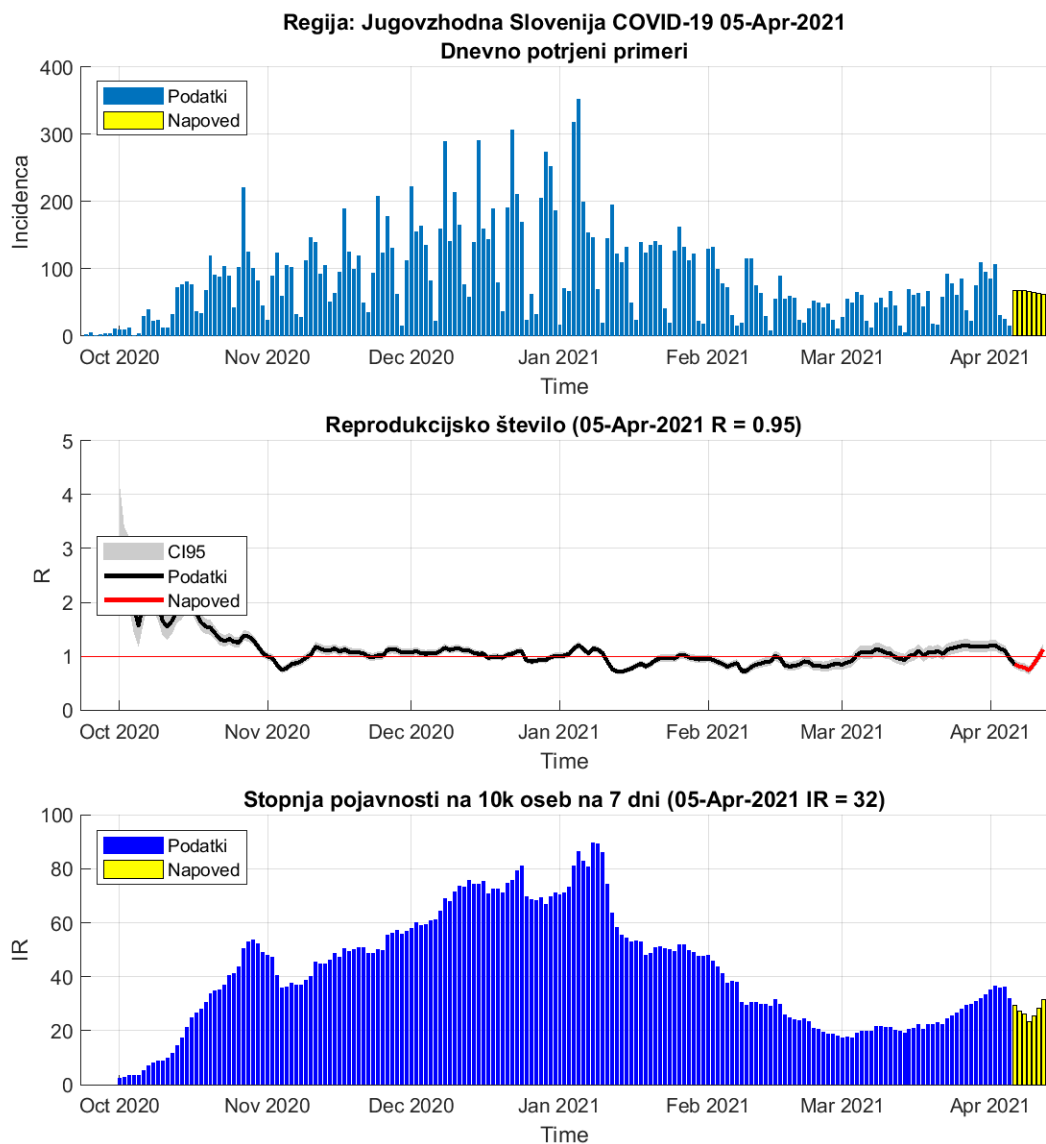 Regija: Jugovzhodna Slovenija COVID-19 05-Apr-2021
Dnevno potrjeni primeri
400
300
200
100
0
Incidenca
Podatki
Napoved
Oct 2020 Nov 2020 Dec 2020 Jan 2021 Feb 2021 Mar 2021 Apr 2021
Time
Reprodukcijsko število (05-Apr-2021 R = 0.95)
5
4
3
2
1
0
R
CI95
Podatki
Napoved
Oct 2020 Nov 2020 Dec 2020 Jan 2021 Feb 2021 Mar 2021 Apr 2021
Time
Stopnja pojavnosti na 10k oseb na 7 dni (05-Apr-2021 IR = 32)
100
80
60
40
20
0
IR
Podatki
Napoved
Oct 2020 Nov 2020 Dec 2020 Jan 2021 Feb 2021 Mar 2021 Apr 2021
Time